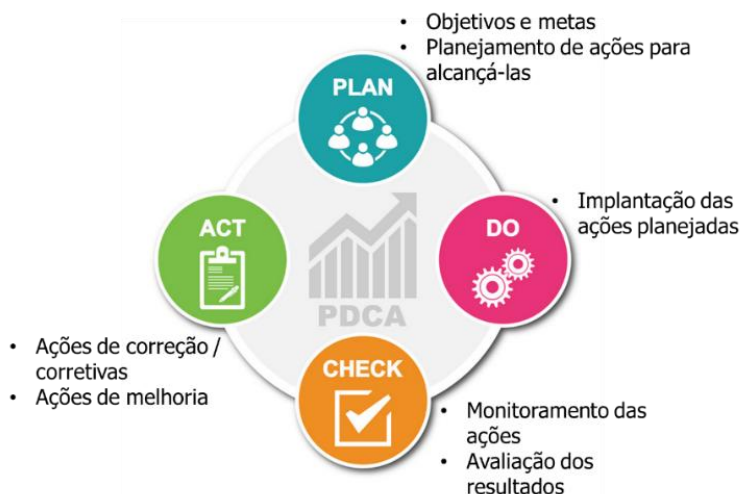 • Objetivos e metas
• Planejamento de ações para
alcançá-las
PLAN
• Implantação das
ações planejadas
DO
ACT
PDCA
• Ações de correção /
corretivas
• Ações de melhoria
CHECK
• Monitoramento das
ações
• Avaliação dos
resultados